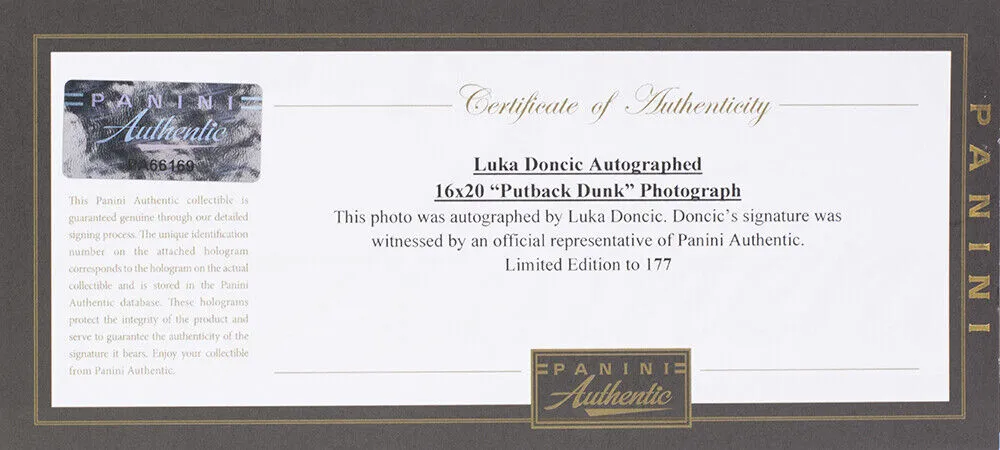 PANINI
Authentic
PA66169
This Panini Authentic collectible is
guaranteed genuine through our detailed
signing process. The unique identification
number on the attached hologram
corresponds to the hologram on the actual
collectible and is stored in the Panini
Authentic database. These holograms
protect the integrity of the product and
serve to guarantee the authenticity of the
signature it bears. Enjoy your collectible
from Panini Authentic.
Certificate of Authenticity
Luka Doncic Autographed
16x20 “Putback Dunk” Photograph
This photo was autographed by Luka Doncic. Doncic’s signature was
witnessed by an official representative of Panini Authentic.
Limited Edition to 177
PANINI
Authentic
PANINI